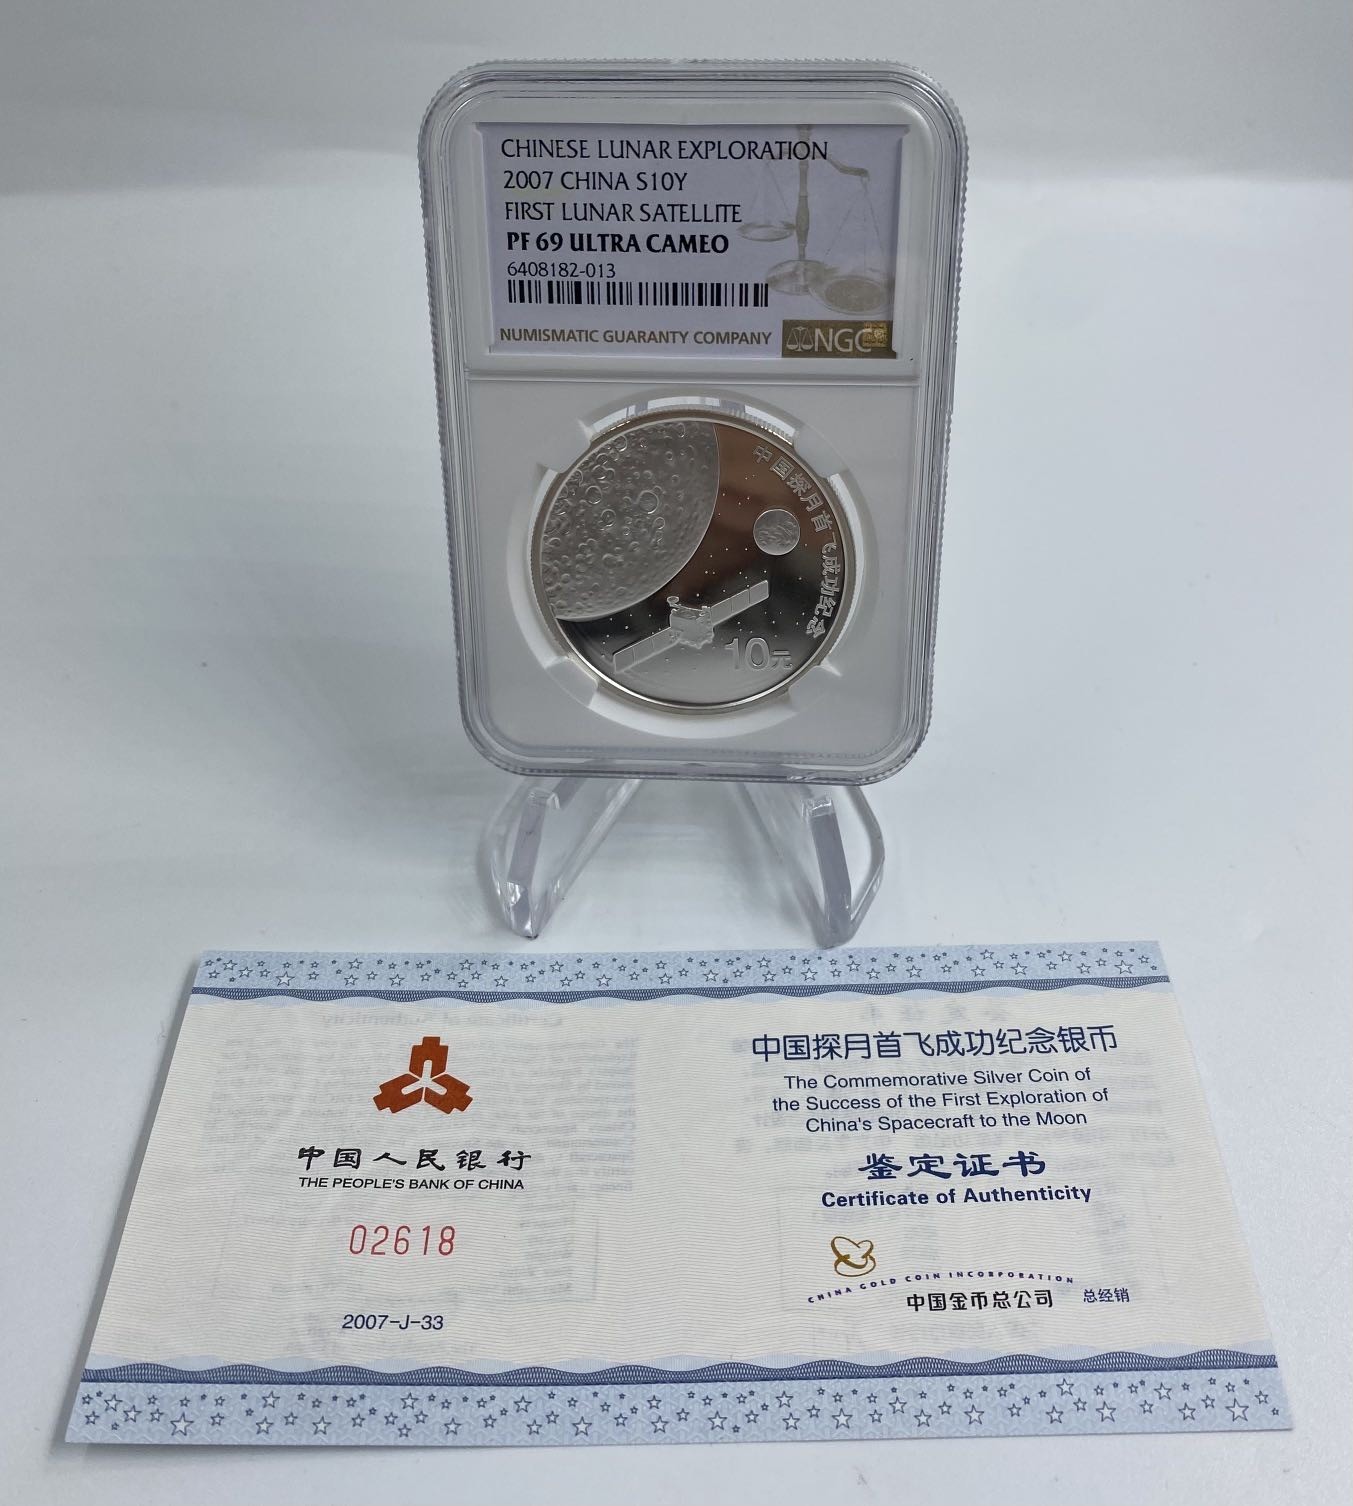 CHINESE LUNAR EXPLORATION
2007 CHINA S10Y
FIRST LUNAR SATELLITE
PF 69 ULTRA CAMEO
6408182-013
NUMISMATIC GUARANTY COMPANY
NGC
中国探月首飞成功纪念
10元
中国人民银行
THE PEOPLE'S BANK OF CHINA
02618
2007-J-33
中国探月首飞成功纪念银币
The Commemorative Silver Coin of
the Success of the First Exploration of
China's Spacecraft to the Moon
鉴定证书
Certificate of Authenticity
CHINA GOLD COIN INCORPORATION
中国金币总公司 总经销